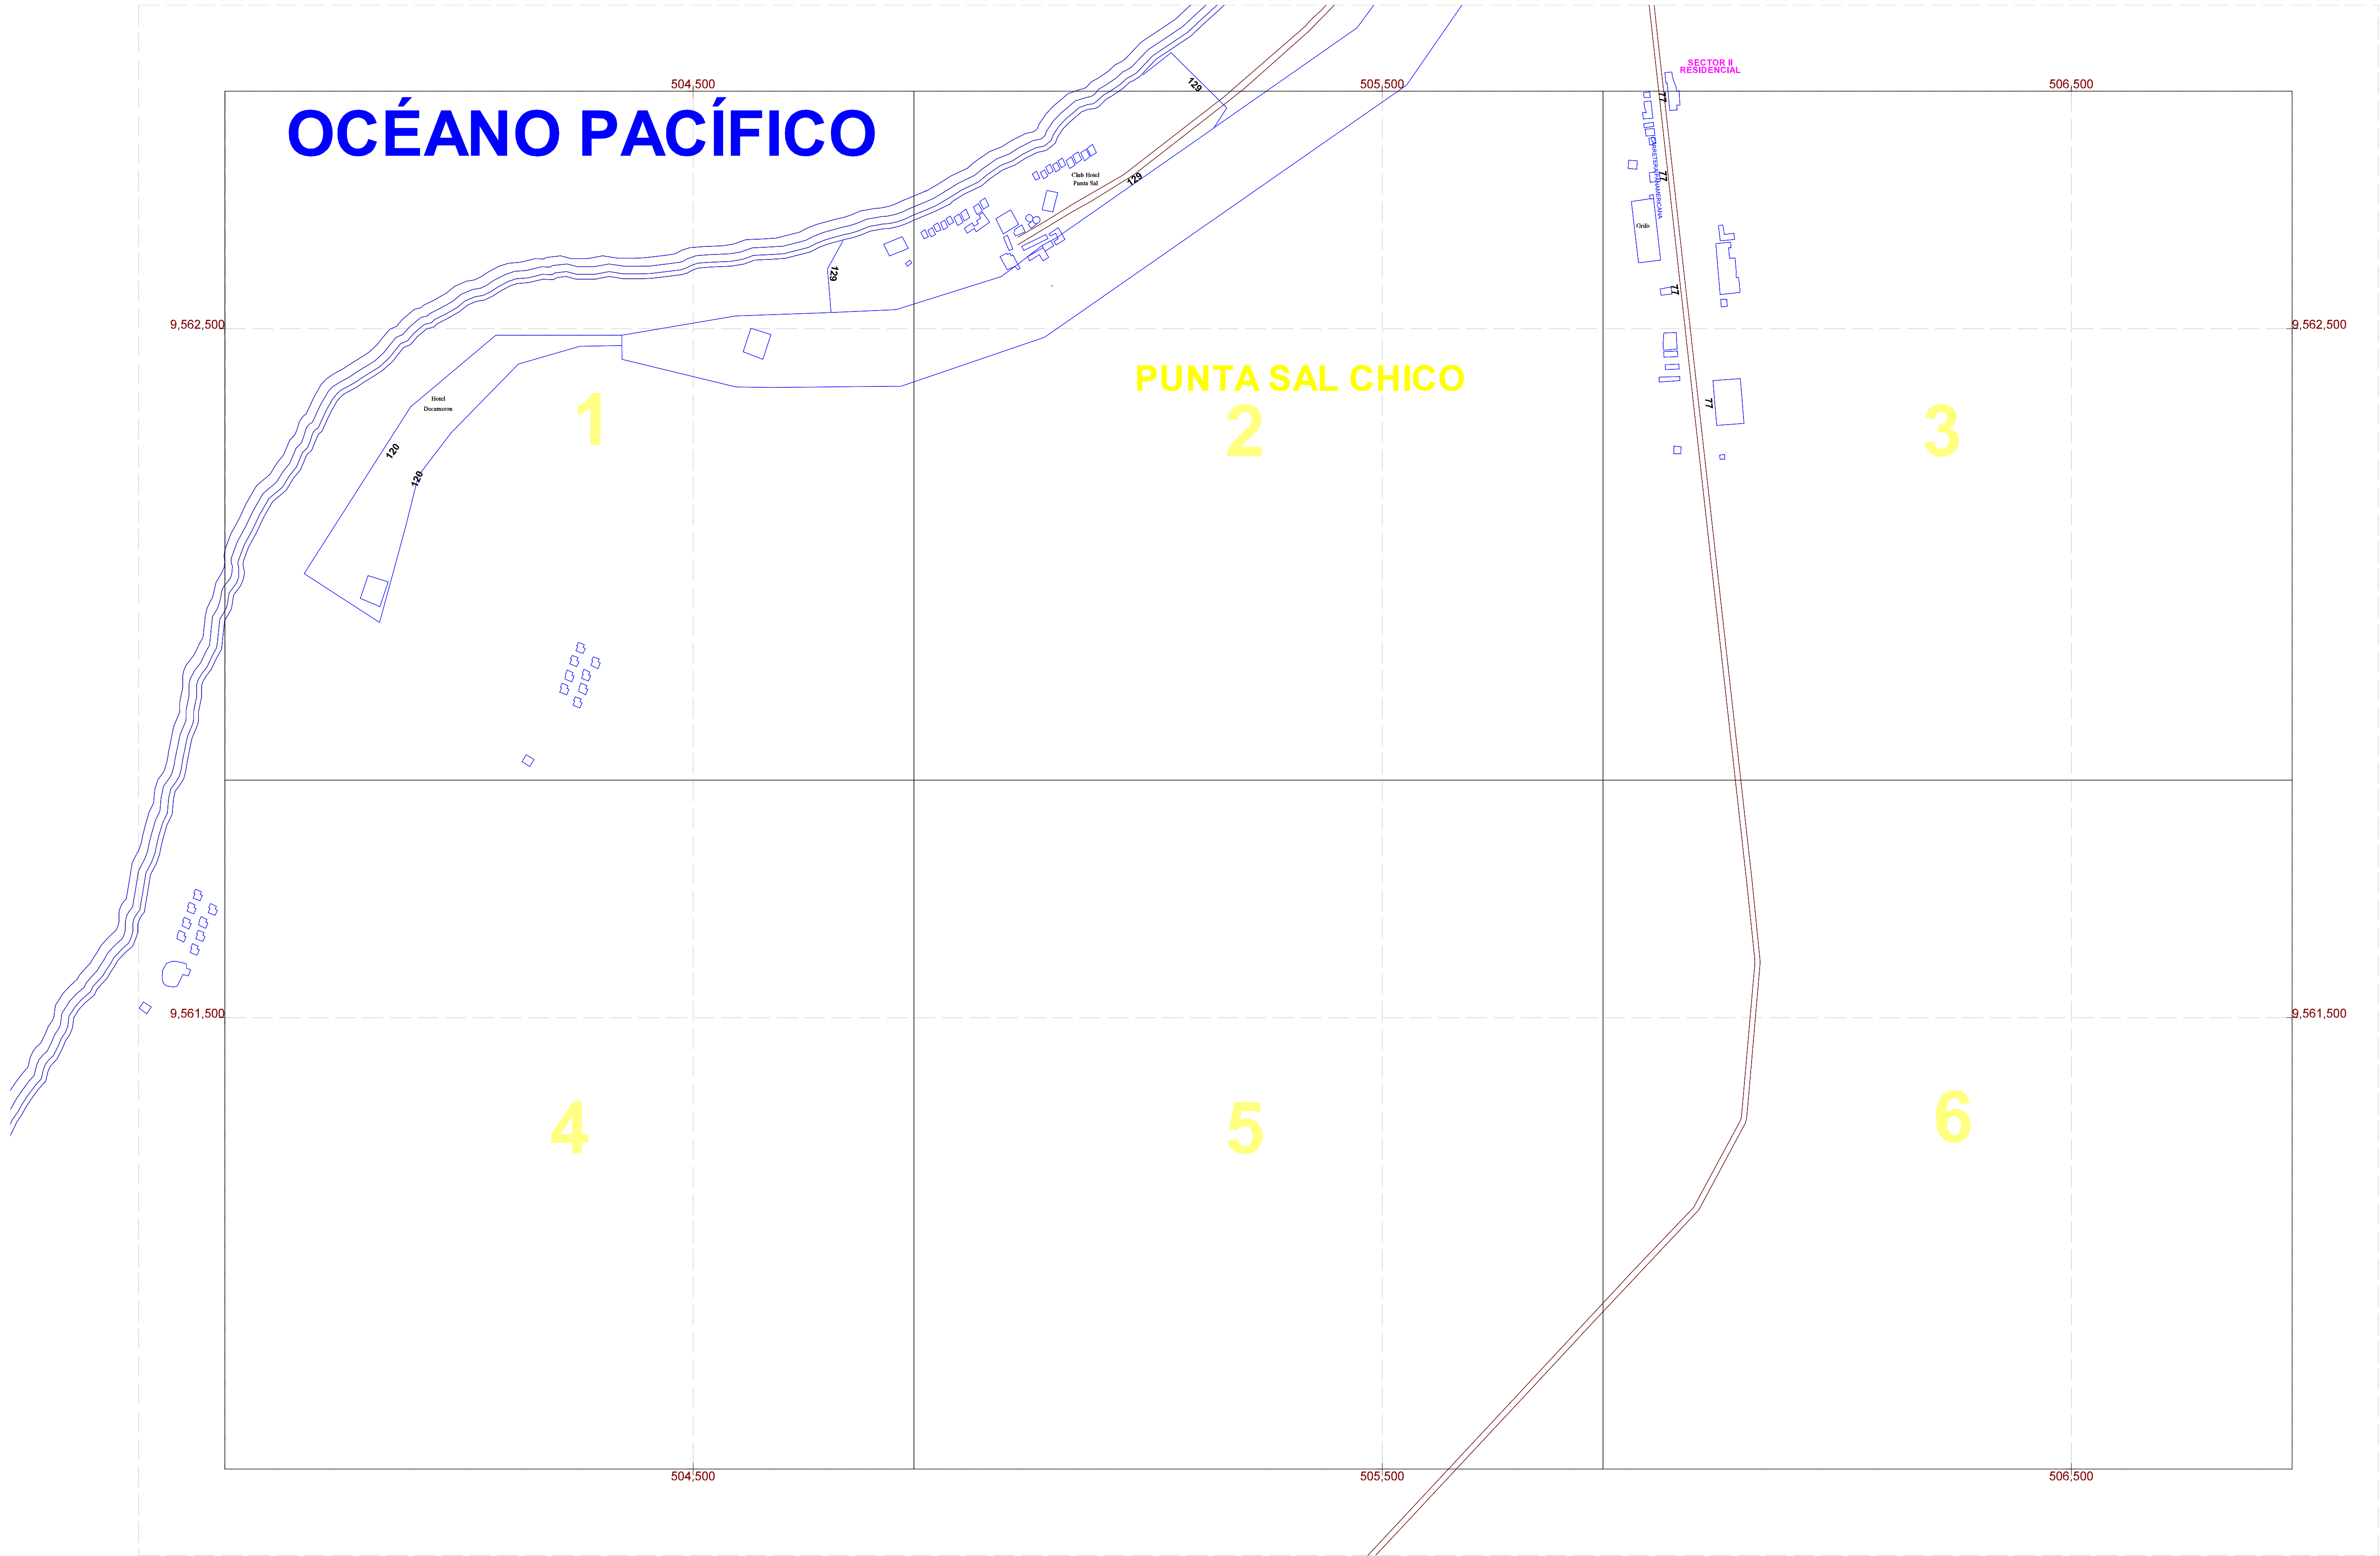 SECTOR II
RESIDENCIAL
504,500
505,500
506,500
OCÉANO PACÍFICO
129
77
Club Hotel
Punta Sal
129
CARRETERA PANAMERICANA
77
Grifo
129
77
9,562,500
9,562,500
PUNTA SAL CHICO
Hotel
Decameron
77
1
2
3
120
120
9,561,500
9,561,500
4
5
6
504,500
505,500
506,500